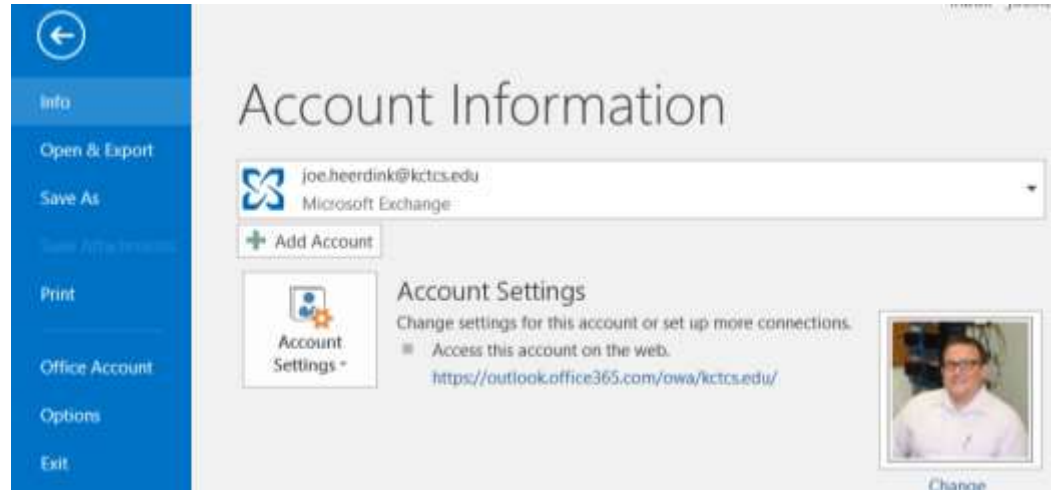 Info
Open & Export
Save As
Save Attachments
Print
Office Account
Options
Exit
Account Information
joe.heerdink@kctcs.edu
Microsoft Exchange
Add Account
Account
Settings
Account Settings
Change settings for this account or set up more connections.
Access this account on the web.
https://outlook.office365.com/owa/kctcs.edu/
Change